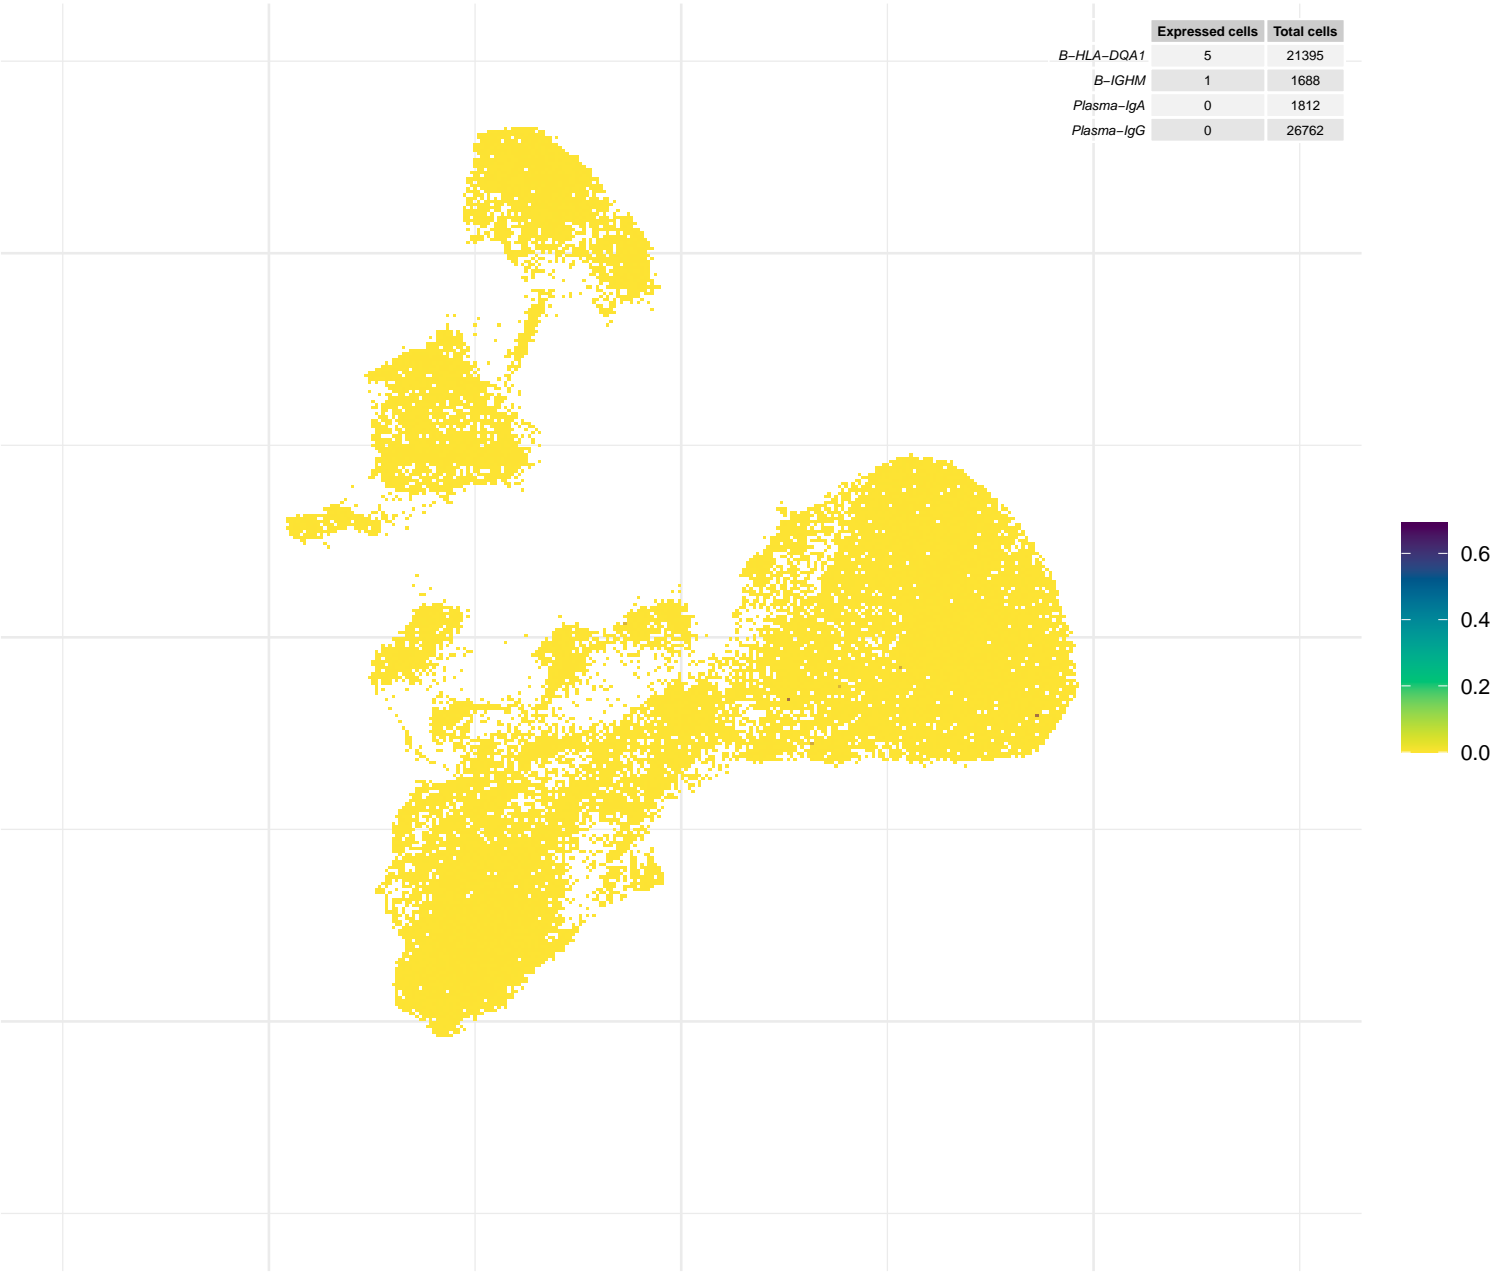 Expressed cells Total cells
B−HLA−DQA1 5 21395
B−IGHM 1 1688
Plasma−IgA 0 1812
Plasma−IgG 0 26762
0.6
0.4
0.2
0.0